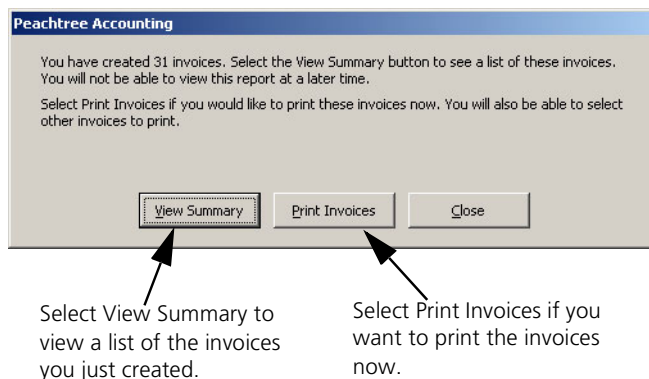 Peachtree Accounting
You have created 31 invoices. Select the View Summary button to see a list of these invoices.
You will not be able to view this report at a later time.
Select Print Invoices if you would like to print these invoices now. You will also be able to select
other invoices to print.
View Summary
Print Invoices
Close
Select View Summary to
view a list of the invoices
you just created.
Select Print Invoices if you
want to print the invoices
now.